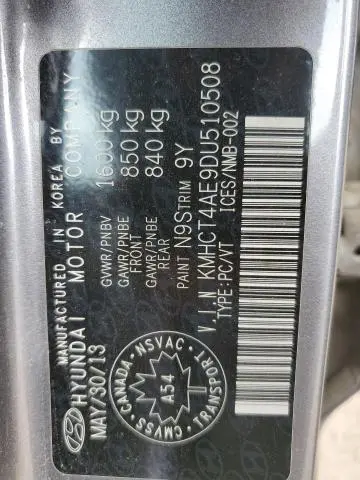 MANUFACTURED IN KOREA BY
HYUNDAI MOTOR COMPANY
MAY/30/13
GVWR/PNBV 1600 kg
GAWR/PNBE FRONT 850 kg
GAWR/PNBE REAR 840 kg
PAINT N9S TRIM 9Y
V.I.N. KMHCT4AE9DU510508
TYPE:PC/VT ICES/NMB-002
CMVSS-CANADA-NSVAC
A54
TRANSPORT